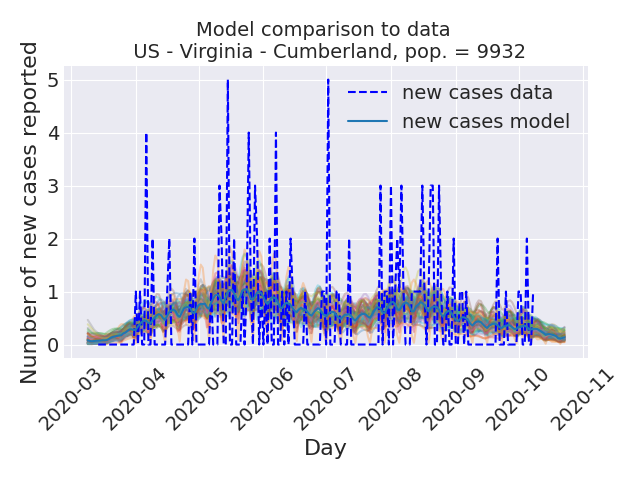 Model comparison to data
US - Virginia - Cumberland, pop. = 9932
Number of new cases reported
5
4
3
2
1
0
new cases data
new cases model
2020-03
2020-04
2020-05
2020-06
2020-07
2020-08
2020-09
2020-10
2020-11
Day